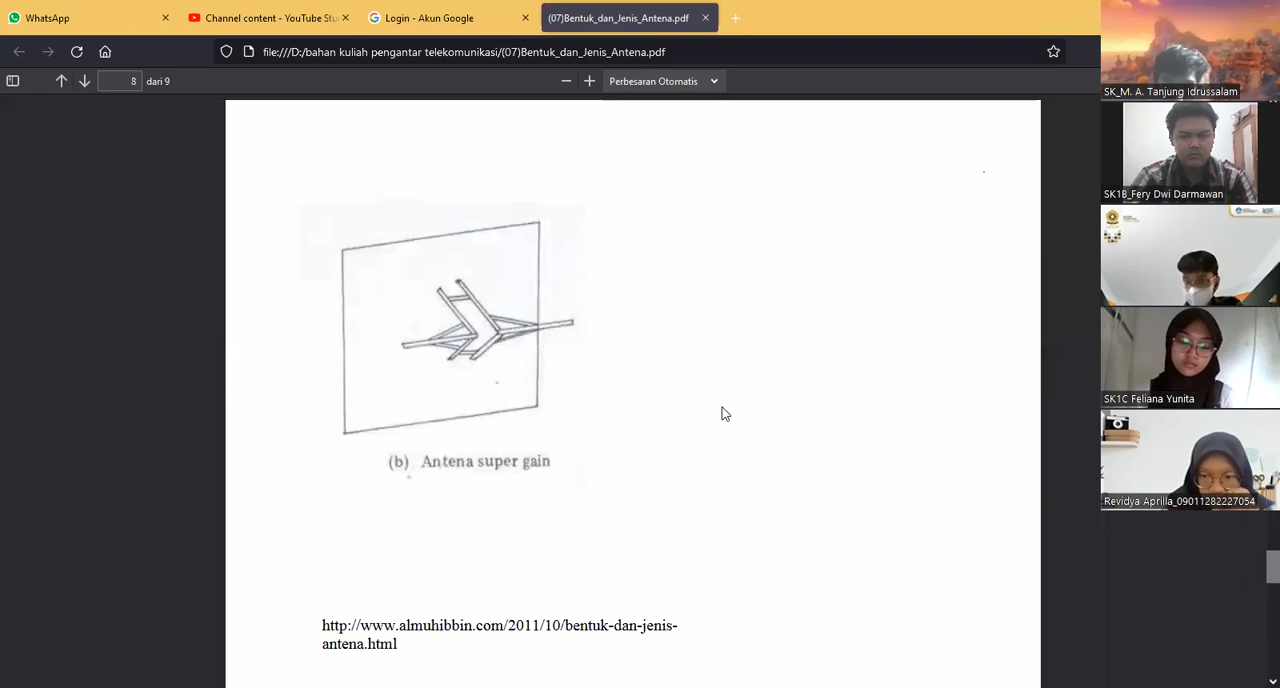 WhatsApp
Channel content - YouTube Stu
Login - Akun Google
(07)Bentuk_dan_Jenis_Antena.pdf
file:///D:/bahan kuliah pengantar telekomunikasi/(07)Bentuk_dan_Jenis_Antena.pdf
8 dari 9
Perbesaran Otomatis
SK_M. A. Tanjung Idrussalam
SK1B_Fery Dwi Darmawan
SK1C Feliana Yunita
Revidya Aprilla_09011282227054
(b) Antena super gain
http://www.almuhibbin.com/2011/10/bentuk-dan-jenis-
antena.html